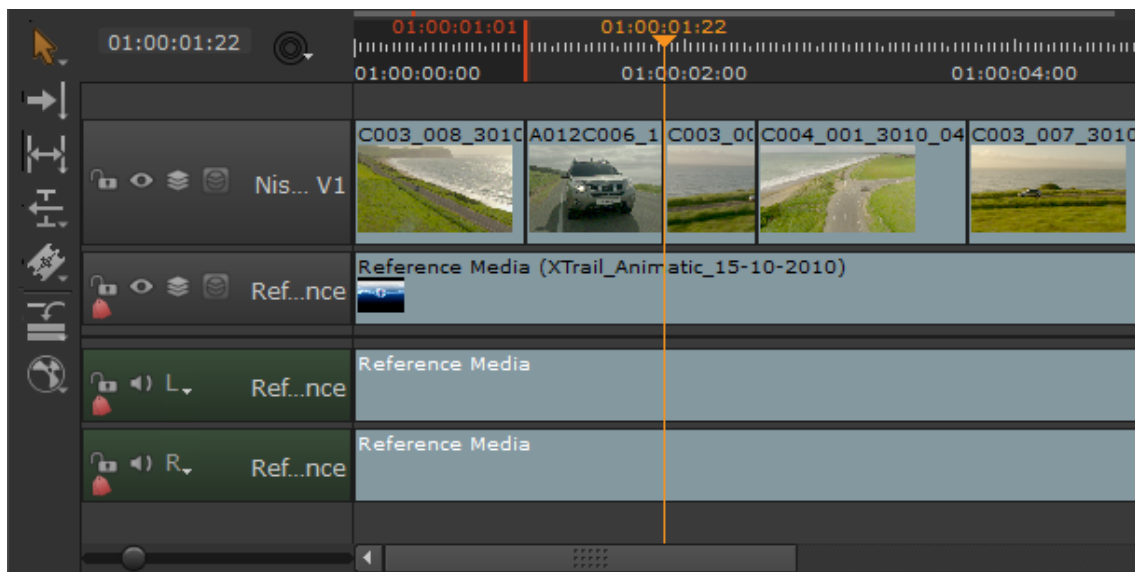 01:00:01:22
01:00:01:01
01:00:01:22
01:00:00:00
01:00:02:00
01:00:04:00
C003_008_3010
A012C006_1
C003_00
C004_001_3010_04
C003_007_3010
Nis... V1
Reference Media (XTrail_Animatic_15-10-2010)
Ref...nce
Reference Media
L
Ref...nce
Reference Media
R
Ref...nce